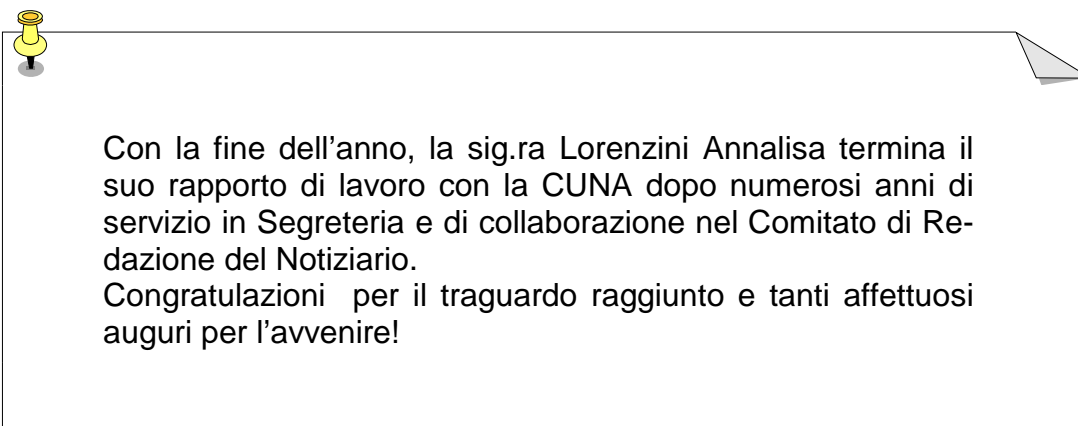 Con la fine dell’anno, la sig.ra Lorenzini Annalisa termina il
suo rapporto di lavoro con la CUNA dopo numerosi anni di
servizio in Segreteria e di collaborazione nel Comitato di Re-
dazione del Notiziario.
Congratulazioni  per il traguardo raggiunto e tanti affettuosi
auguri per l’avvenire!